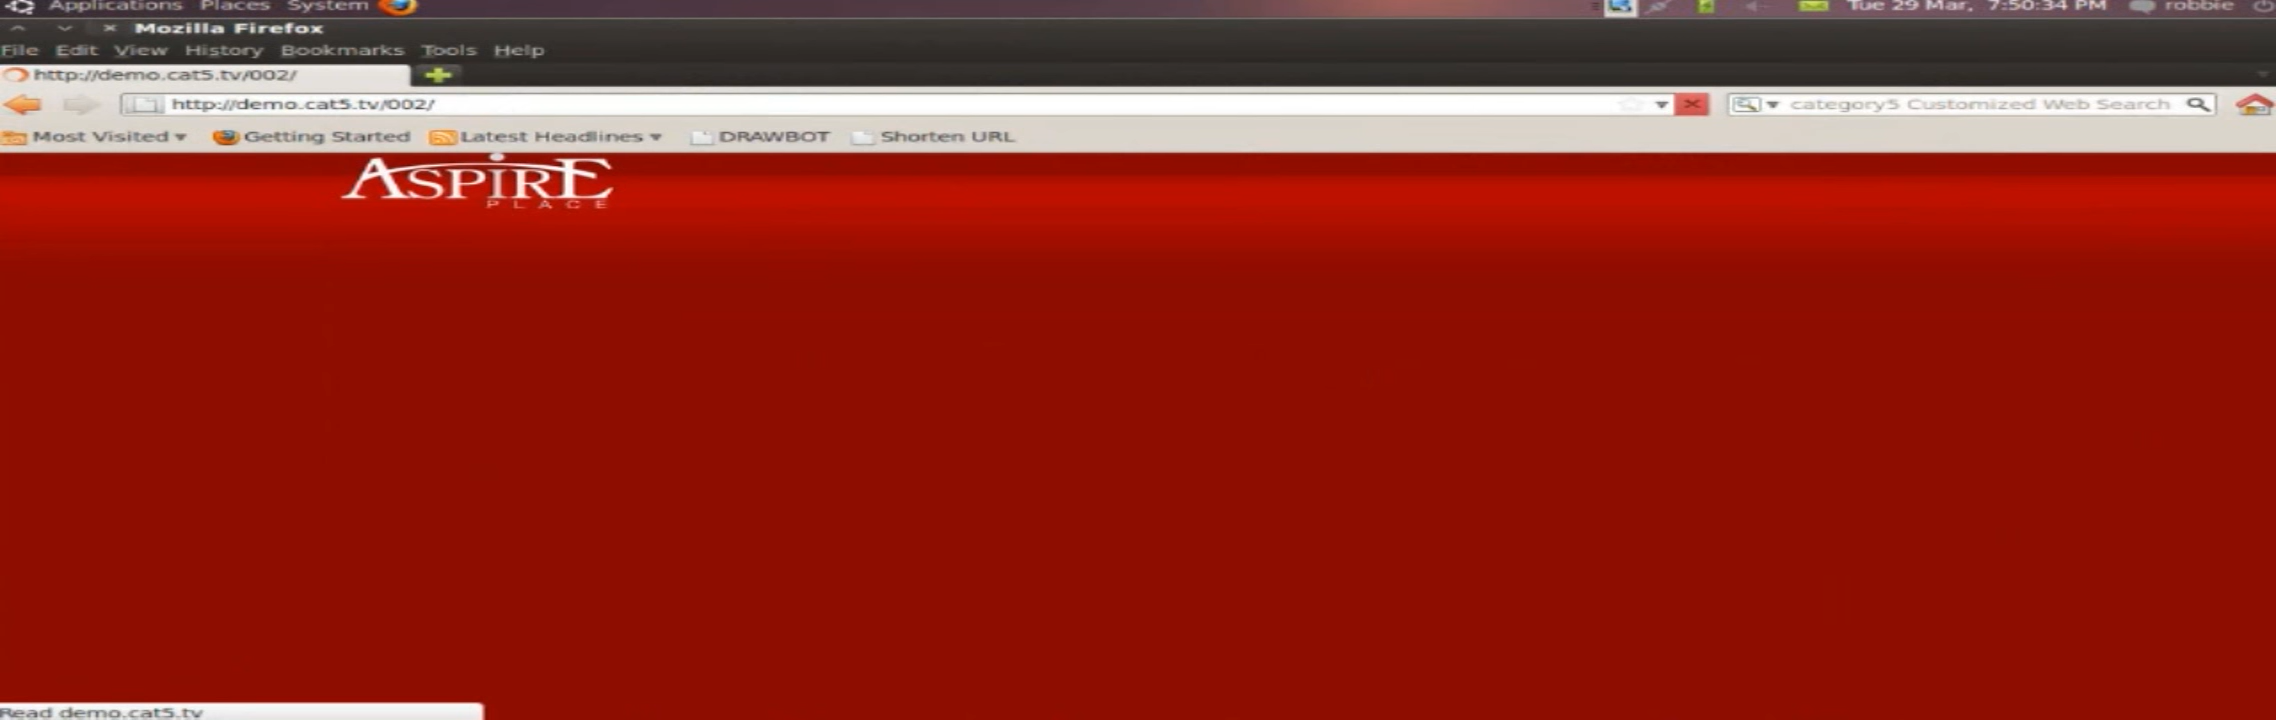 Applications Places System Tue 29 Mar, 7:50:34 PM robbie
Mozilla Firefox
File Edit View History Bookmarks Tools Help
http://demo.cat5.tv/002/
http://demo.cat5.tv/002/ category5 Customized Web Search
Most Visited Getting Started Latest Headlines DRAWBOT Shorten URL
ASPIRE
PLACE
Read demo.cat5.tv